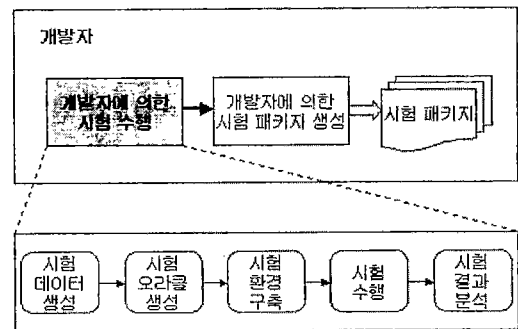 개발자
개발자에 의한
시험 수행
개발자에 의한
시험 패키지 생성
시험 패키지
시험
데이터
생성
시험
오라클
생성
시험
환경
구축
시험
수행
시험
결과
분석